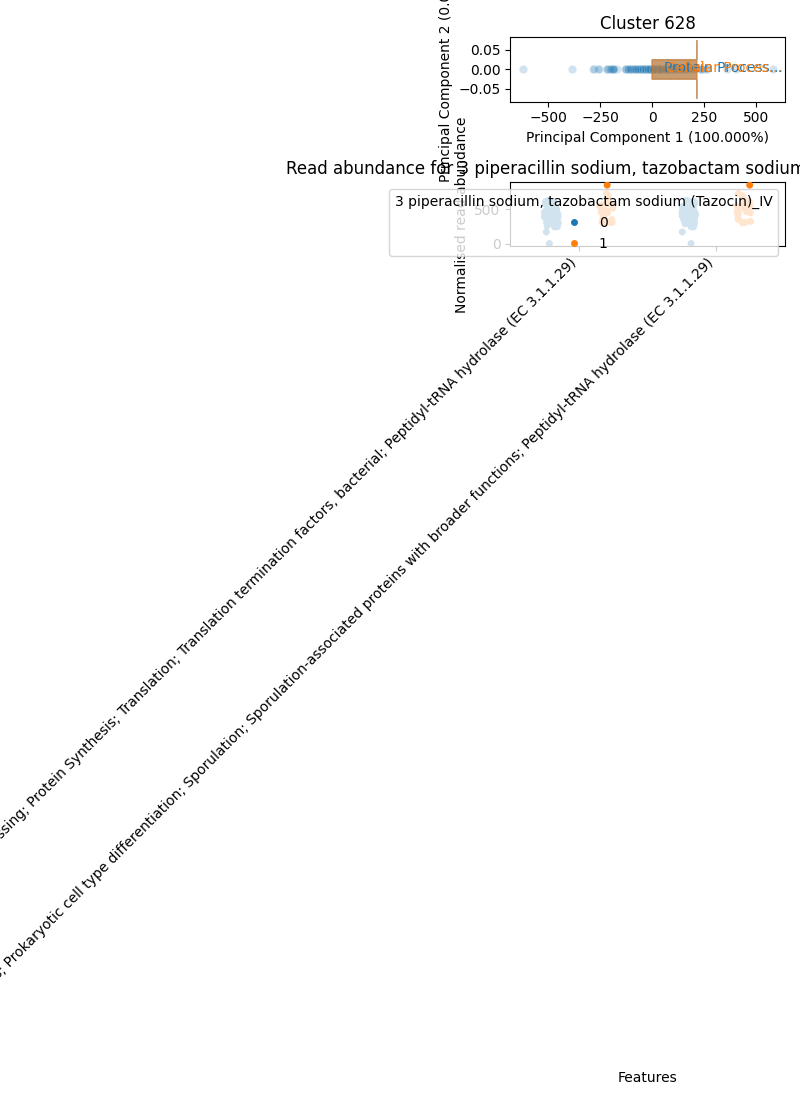 Cluster 628
Principal Component 2 (0.0
0.05
0.00
−0.05
Protein Process...
−500
−250
0
250
500
Principal Component 1 (100.000%)
Read abundance for 3 piperacillin sodium, tazobactam sodium
Normalised read abundance
500
0
3 piperacillin sodium, tazobactam sodium (Tazocin)_IV
0
1
ssing; Protein Synthesis; Translation; Translation termination factors, bacterial; Peptidyl-tRNA hydrolase (EC 3.1.1.29)
; Prokaryotic cell type differentiation; Sporulation; Sporulation-associated proteins with broader functions; Peptidyl-tRNA hydrolase (EC 3.1.1.29)
Features